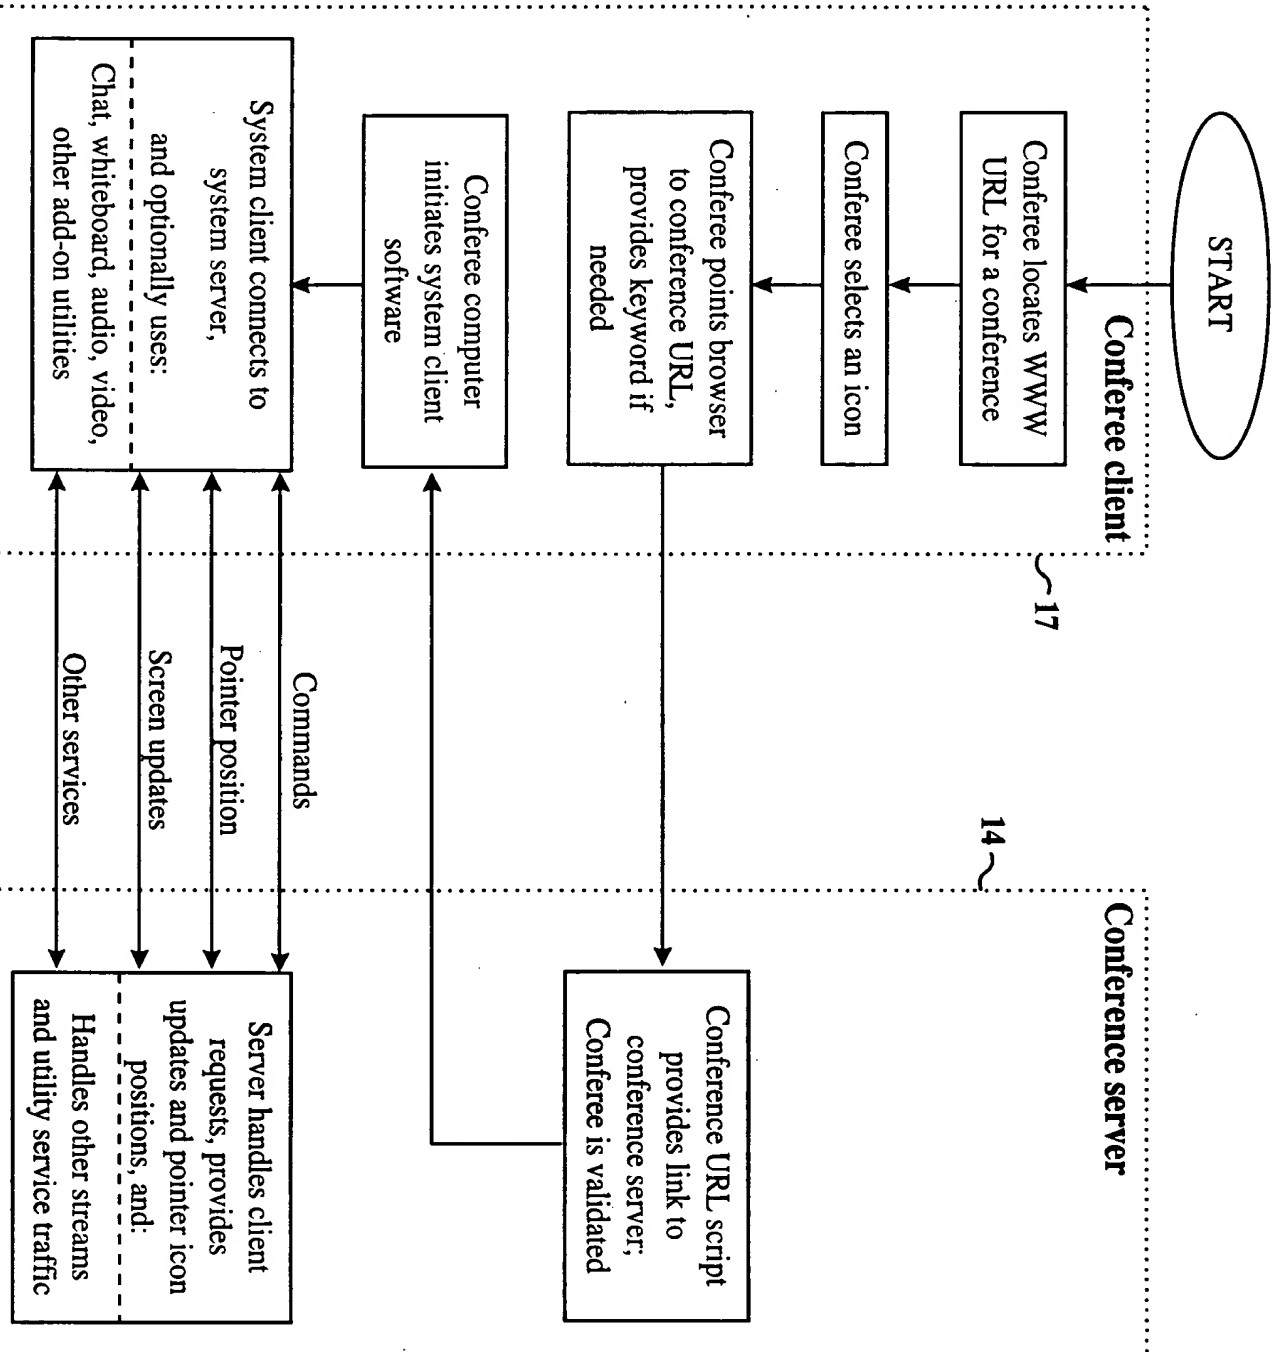 START
Conferee client
17
14
Conference server
Conferee locates WWW
URL for a conference
Conferee selects an icon
Conferee points browser
to conference URL,
provides keyword if
needed
Conference URL script
provides link to
conference server;
Conferee is validated
Conferee computer
initiates system client
software
System client connects to
system server,
and optionally uses:
Chat, whiteboard, audio, video,
other add-on utilities
Commands
Pointer position
Screen updates
Other services
Server handles client
requests, provides
updates and pointer icon
positions, and:
Handles other streams
and utility service traffic